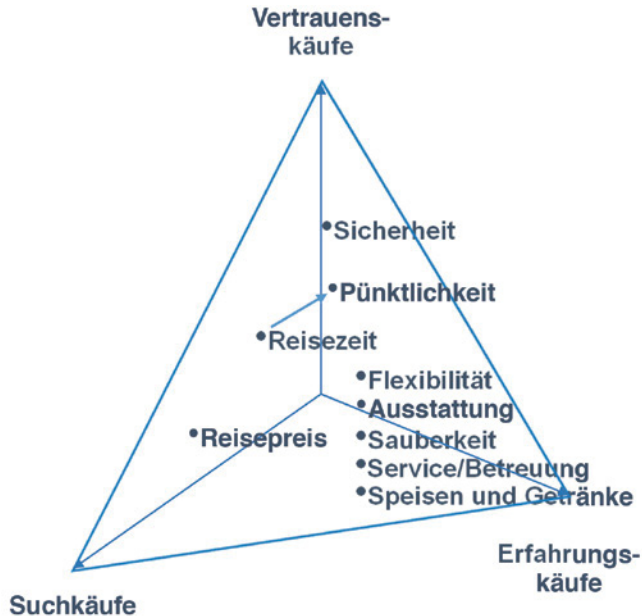 Vertrauens-
käufe
•Sicherheit
•Pünktlichkeit
•Reisezeit
•Flexibilität
•Ausstattung
•Reisepreis
•Sauberkeit
•Service/Betreuung
•Speisen und Getränke
Erfahrungs-
käufe
Suchkäufe